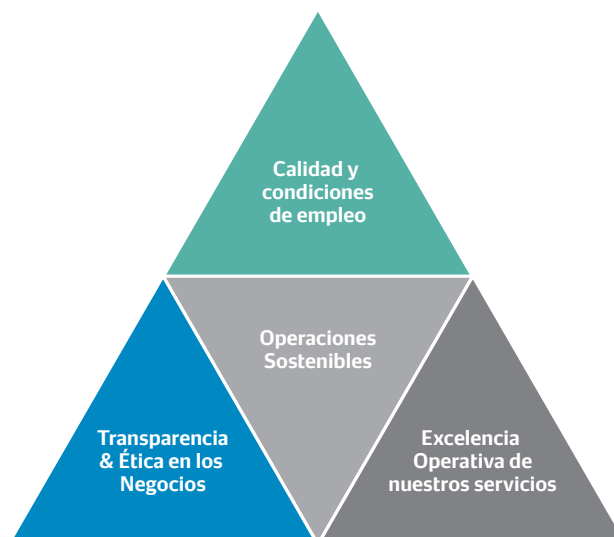 Calidad y
condiciones
de empleo
Operaciones
Sostenibles
Transparencia
& Ética en los
Negocios
Excelencia
Operativa de
nuestros servicios